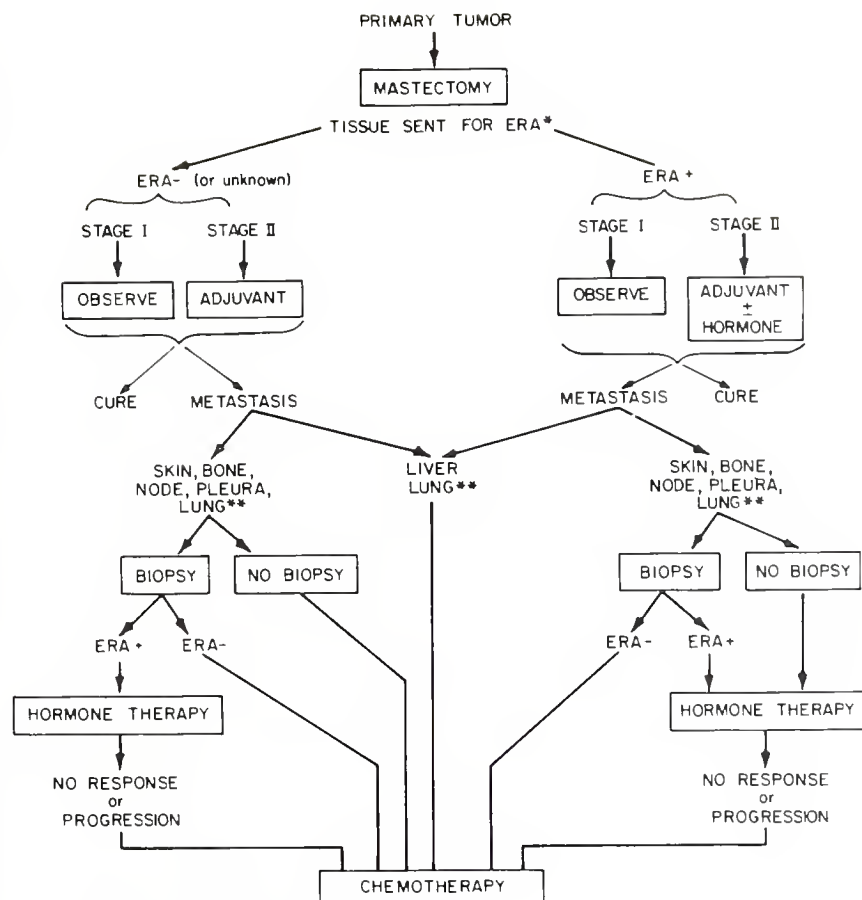 PRIMARY TUMOR
MASTECTOMY
TISSUE SENT FOR ERA*
ERA- (or unknown)
ERA +
STAGE I
STAGE II
STAGE I
STAGE II
OBSERVE
ADJUVANT
OBSERVE
ADJUVANT
±
HORMONE
CURE
METASTASIS
METASTASIS
CURE
SKIN, BONE,
NODE, PLEURA,
LUNG**
LIVER
LUNG**
SKIN, BONE,
NODE, PLEURA,
LUNG**
BIOPSY
NO BIOPSY
BIOPSY
NO BIOPSY
ERA +
ERA-
ERA-
ERA+
HORMONE THERAPY
HORMONE THERAPY
NO RESPONSE
or
PROGRESSION
NO RESPONSE
or
PROGRESSION
CHEMOTHERAPY